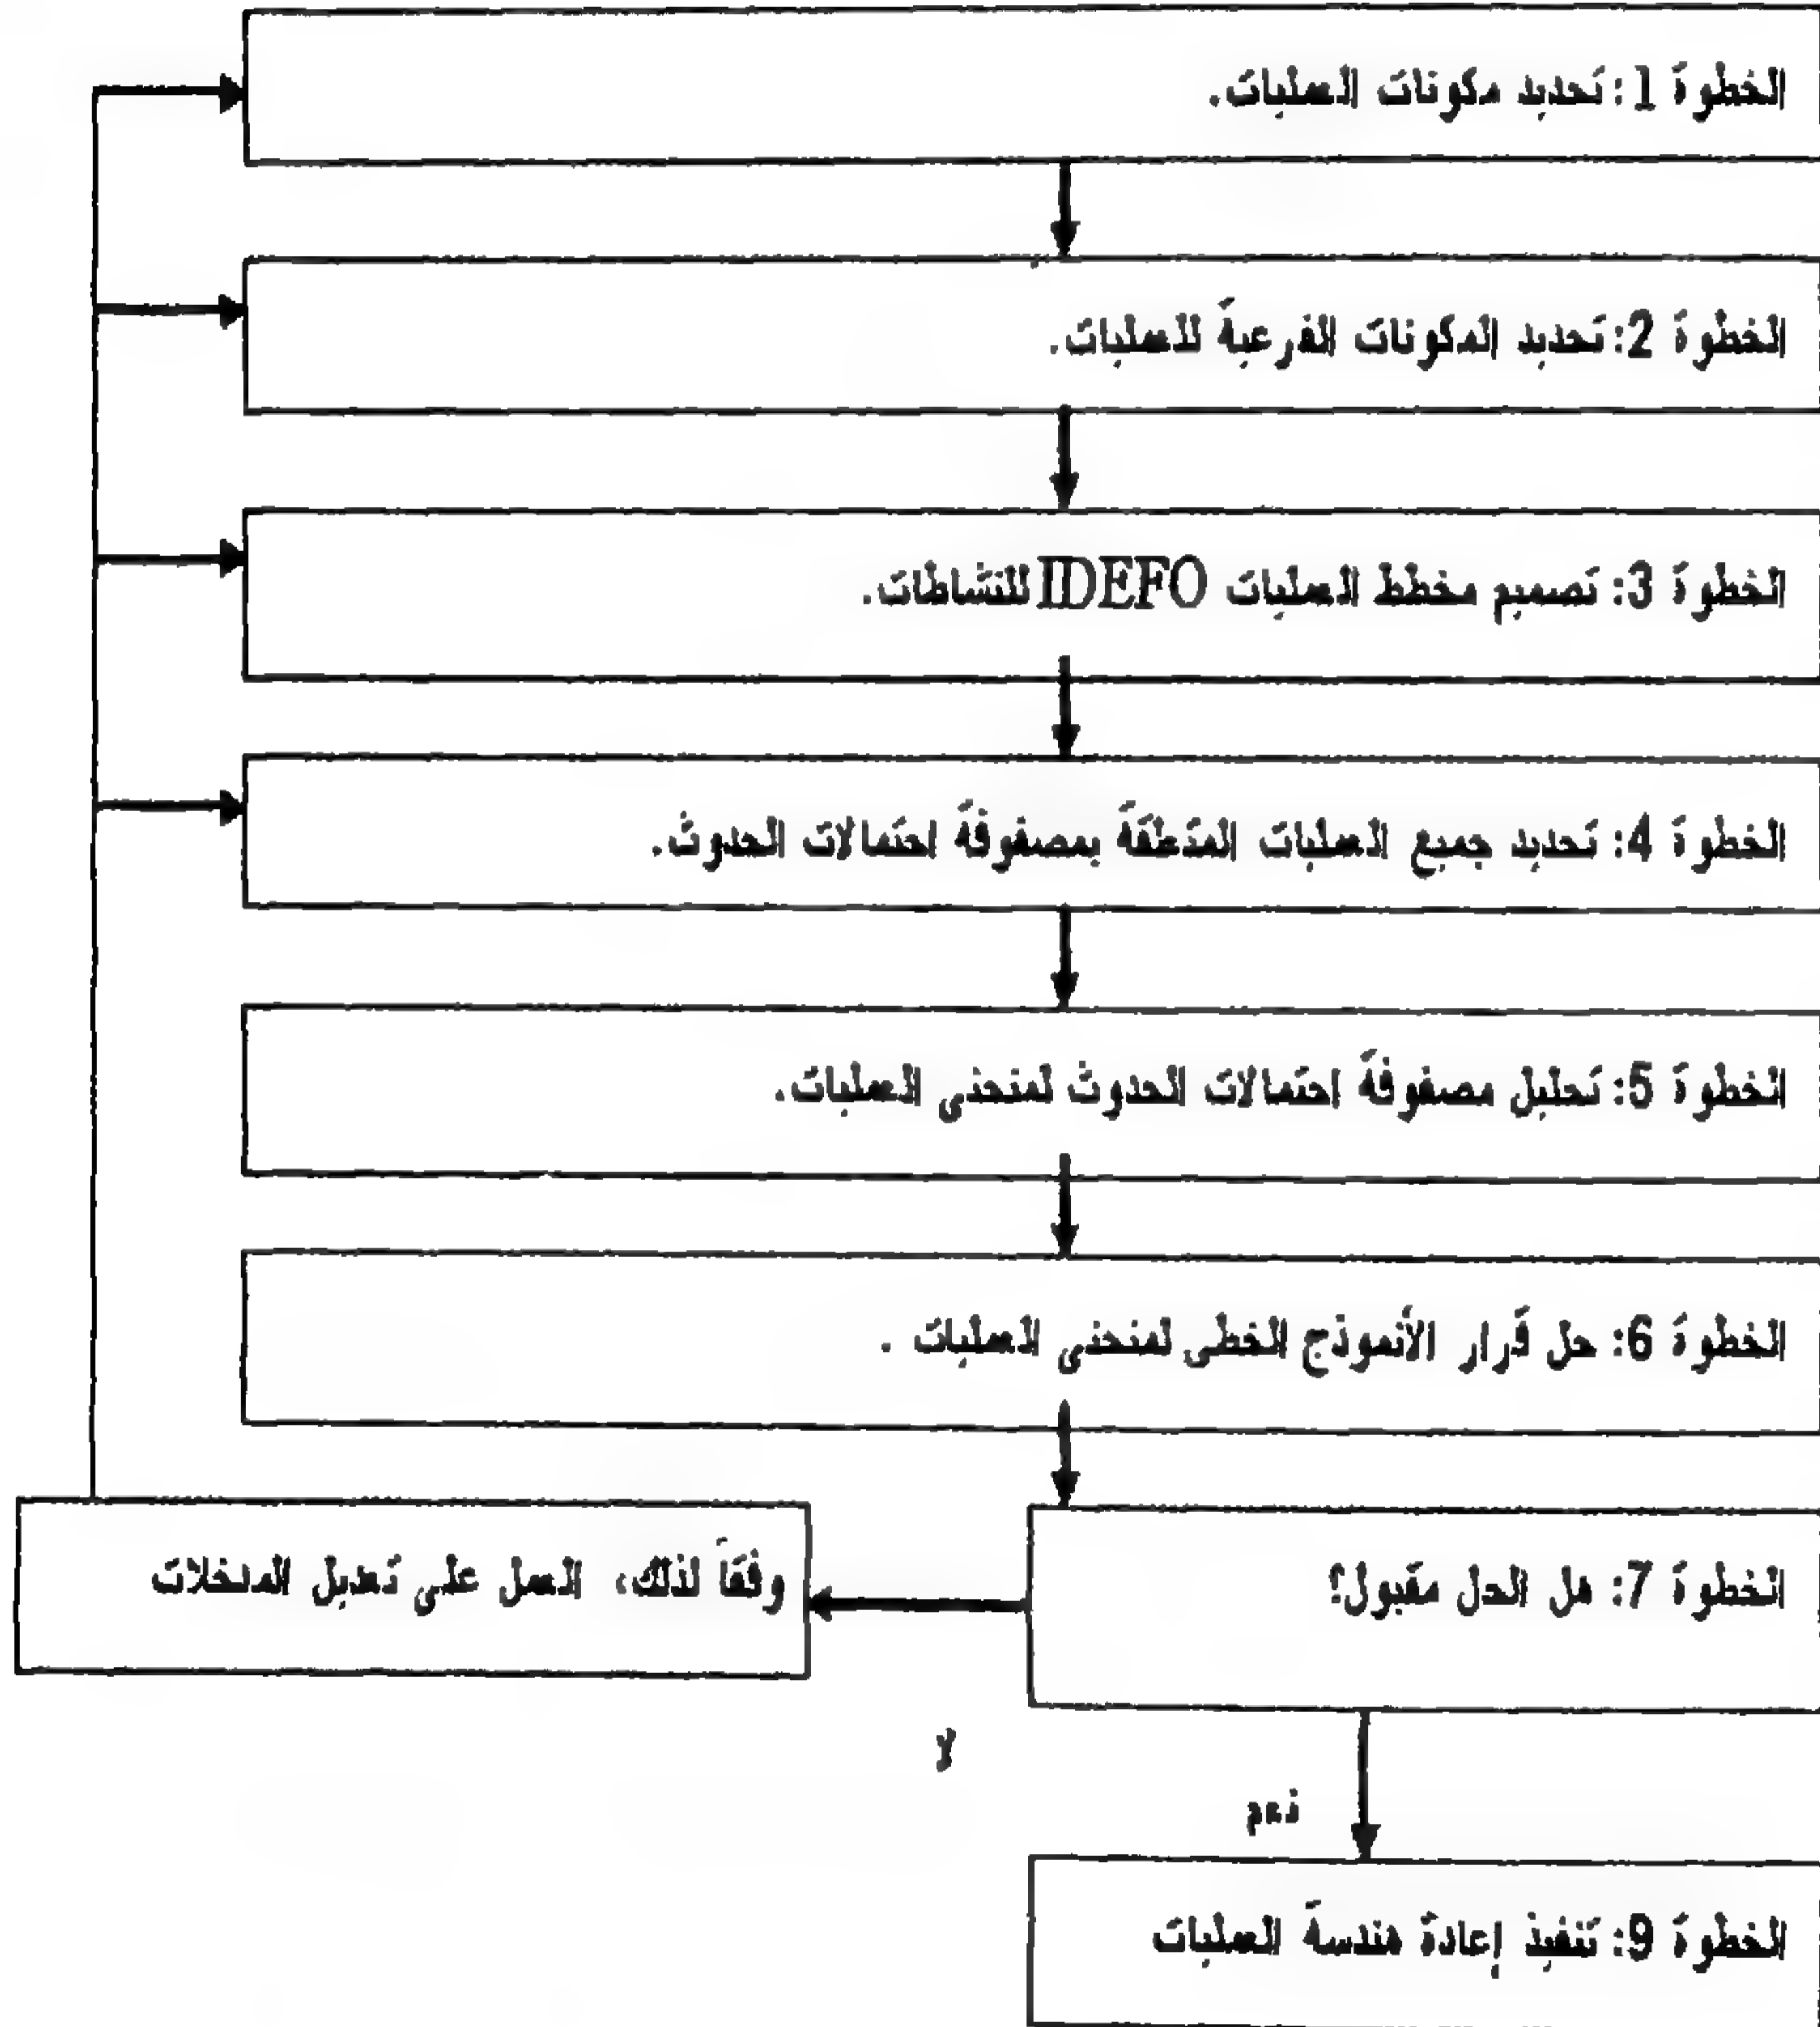 الخطوة 1: تحديد مكونات العمليات.
الخطوة 2: تحديد المكونات الفرعية للعمليات.
الخطوة 3: تصميم مخطط العمليات IDEFO للنشاطات.
الخطوة 4: تحديد جميع العمليات المتعلقة بمصفوفة احتمالات الحدوث.
الخطوة 5: تحليل مصفوفة احتمالات الحدوث لمنحنى العمليات.
الخطوة 6: حل قرار الأنموذج الخطى لمنحنى العمليات .
الخطوة 7: هل الحل مقبول؟
وفقاً لذلك، العمل على تعديل المدخلات
لا
نعم
الخطوة 9: تنفيذ إعادة هندسة العمليات